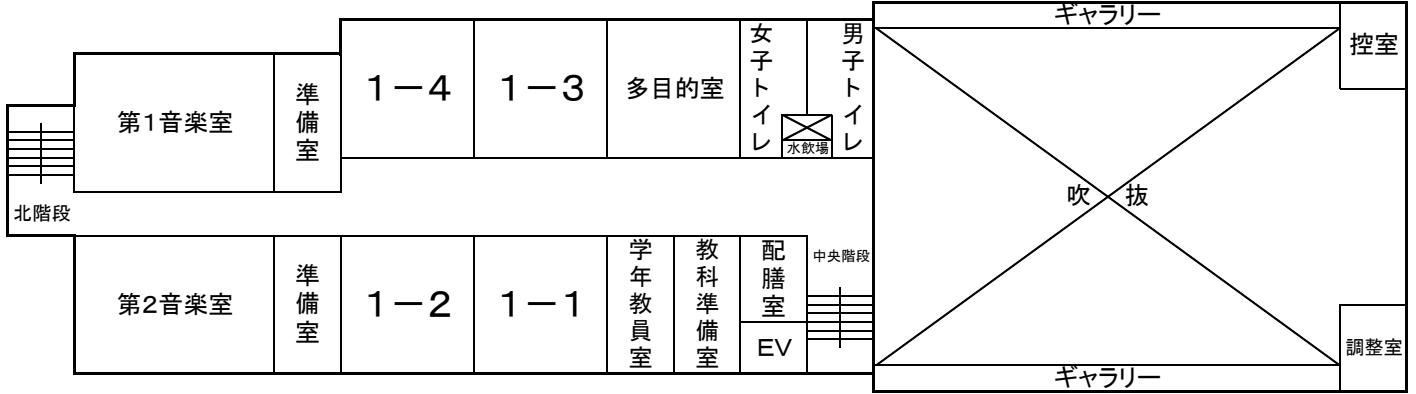 ギャラリー
控室
女子トイレ
男子トイレ
1－4
1－3
多目的室
準備室
第1音楽室
水飲場
吹 抜
北階段
学年教員室
教科準備室
配膳室
中央階段
第2音楽室
準備室
1－2
1－1
EV
調整室
ギャラリー